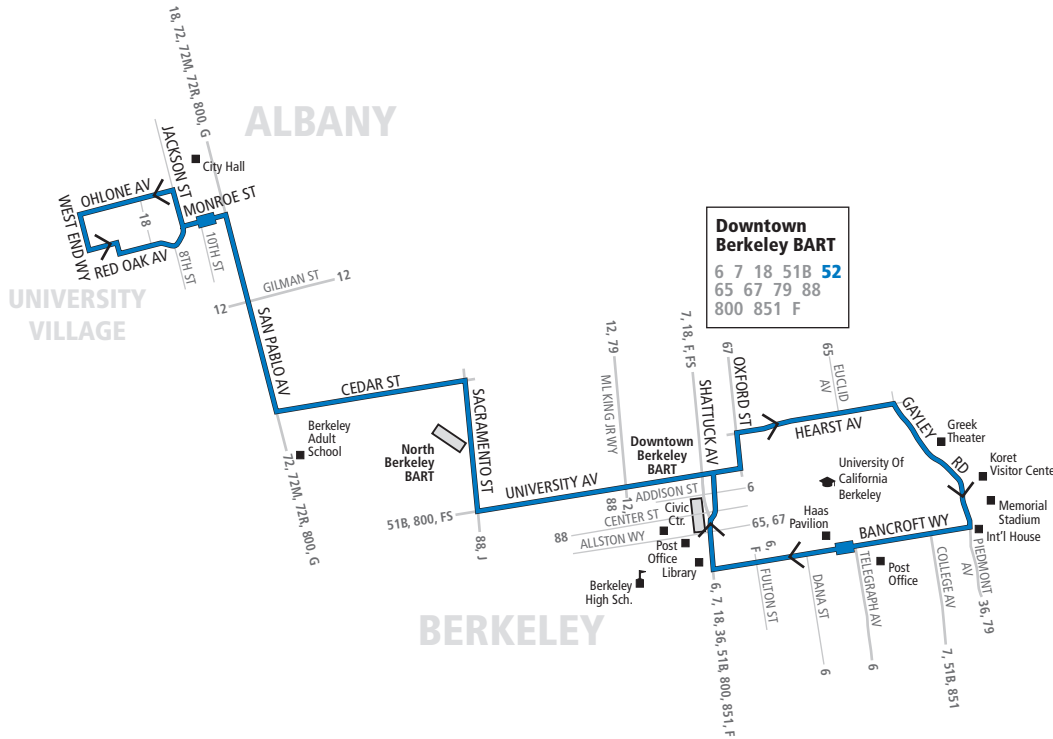 18, 72, 72M, 72R, 800, G
ALBANY
JACKSON ST
City Hall
OHLONE AV
MONROE ST
WEST END WY
18
RED OAK AV
8TH ST
10TH ST
UNIVERSITY
VILLAGE
12
GILMAN ST
12
SAN PABLO AV
CEDAR ST
SACRAMENTO ST
Berkeley
Adult
School
72, 72M, 72R, 800, G
North
Berkeley
BART
51B, 800, FS
88, J
UNIVERSITY AV
12, 79
ML KING JR WY
12,
88
Downtown
Berkeley BART
6 7 18 51B 52
65 67 79 88
800 851 F
7, 18, F, FS
SHATTUCK AV
67
OXFORD ST
Downtown
Berkeley
BART
ADDISON ST
6
CENTER ST
88
ALLSTON WY
Civic
Ctr.
65, 67
Post
Office
Library
Berkeley
High Sch.
BERKELEY
6, 7, 18, 36, 51B, 800, 851, F
6,
F
FULTON ST
DANA ST
6
TELEGRAPH AV
6
65
EUCLID
AV
HEARST AV
GAYLEY
RD
Greek
Theater
Koret
Visitor Cente
University Of
California
Berkeley
Memorial
Stadium
Haas
Pavilion
BANCROFT WY
Int'l House
Post
Office
COLLEGE AV
7, 51B, 851
PIEDMONT
AV
36, 79